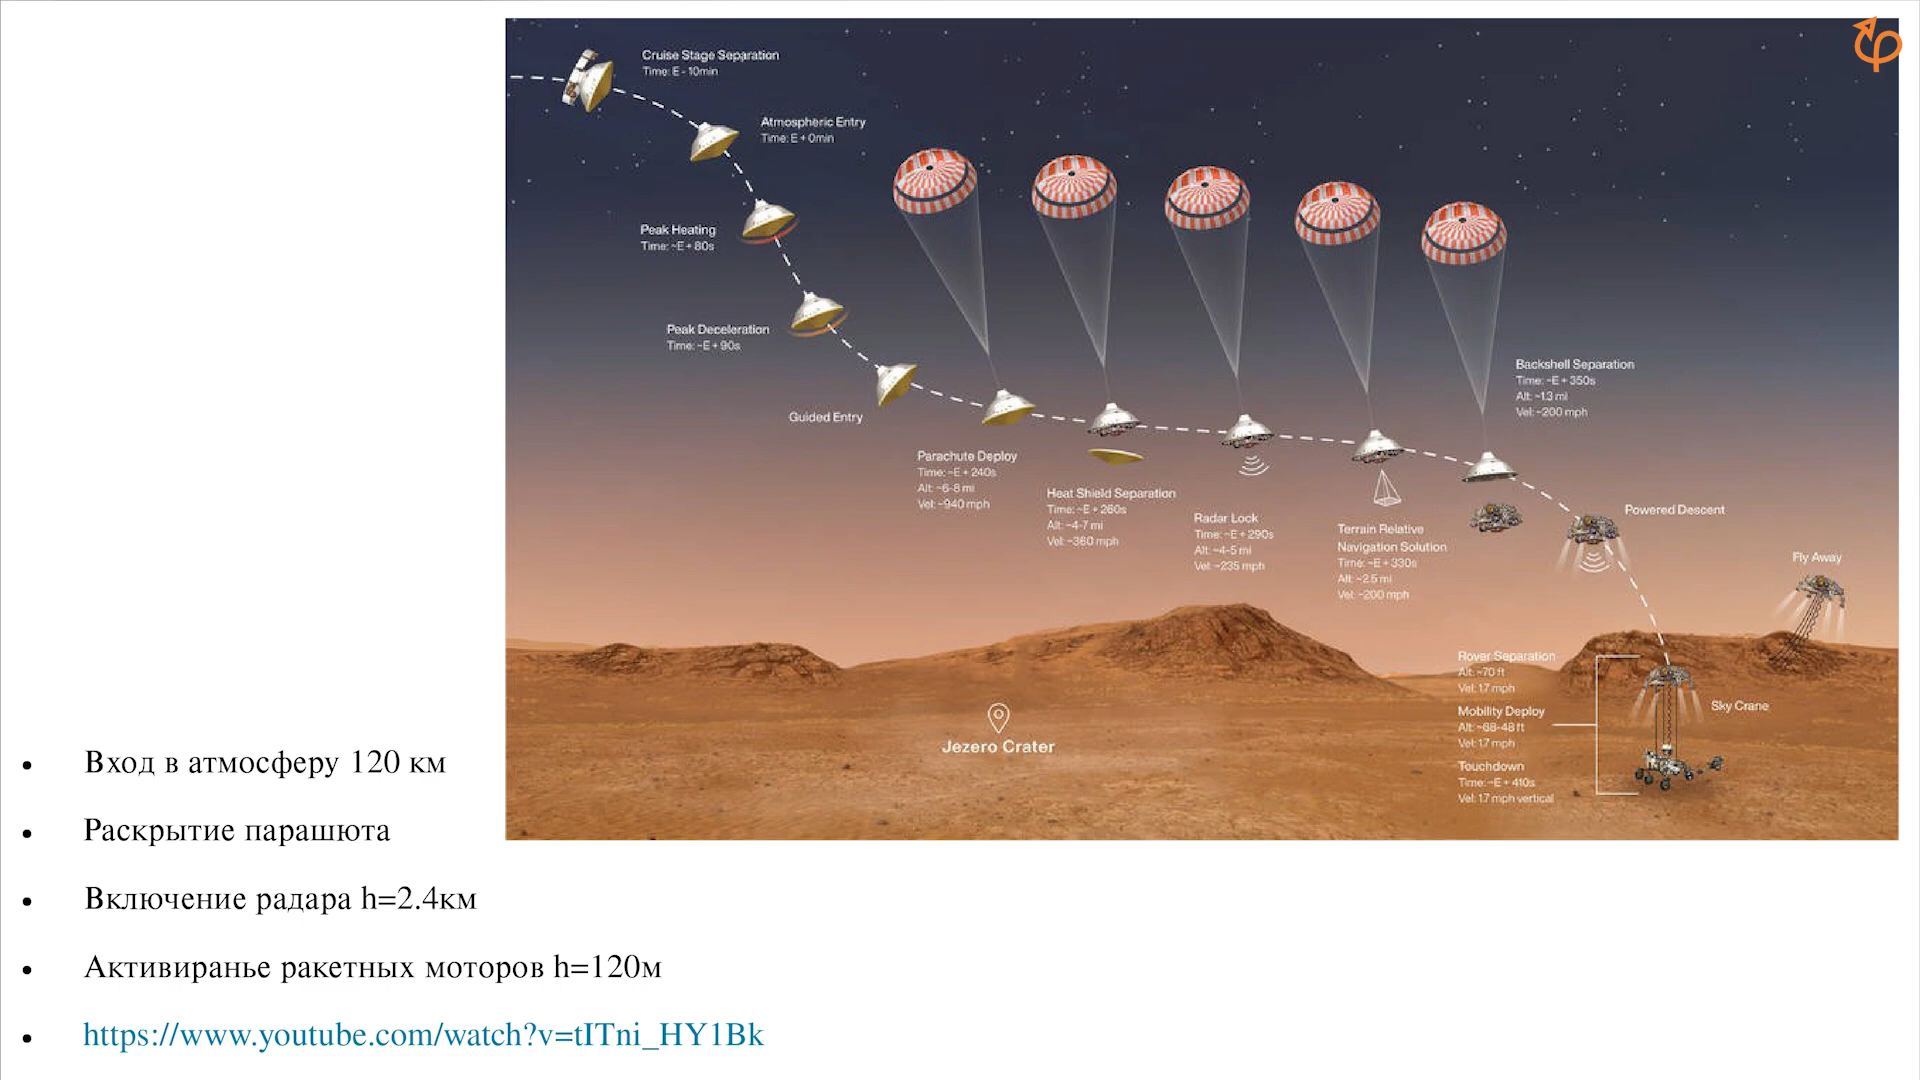 Cruise Stage Separation
Time: E - 10min
Atmospheric Entry
Time: E + 0min
Peak Heating
Time: ~E + 80s
Peak Deceleration
Time: ~E + 90s
Guided Entry
Parachute Deploy
Time: ~E + 240s
Alt: ~6-8 mi
Vel: ~940 mph
Heat Shield Separation
Time: ~E + 260s
Alt: ~4-7 mi
Vel: ~360 mph
Radar Lock
Time: ~E + 290s
Alt: ~4-5 mi
Vel: ~235 mph
Terrain Relative
Navigation Solution
Time: ~E + 330s
Alt: ~2.5 mi
Vel: ~200 mph
Backshell Separation
Time: ~E + 350s
Alt: ~1.3 mi
Vel: ~200 mph
Powered Descent
Fly Away
Rover Separation
Alt: ~70 ft
Vel: 1.7 mph
Mobility Deploy
Alt: ~68-48 ft
Vel: 1.7 mph
Touchdown
Time: ~E + 410s
Vel: 1.7 mph vertical
Sky Crane
Jezero Crater
• Вход в атмосферу 120 км
• Раскрытие парашюта
• Включение радара h=2.4км
• Активиранье ракетных моторов h=120м
• https://www.youtube.com/watch?v=tITni_HY1Bk